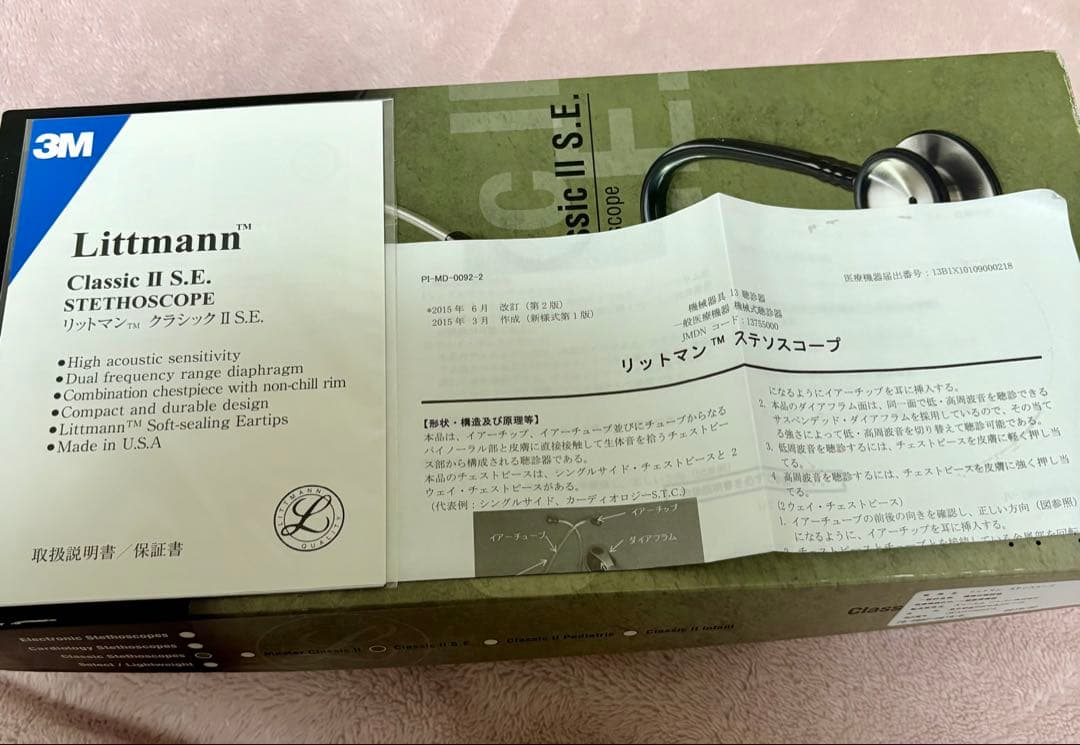 3M
Littmann™
Classic II S.E.
STETHOSCOPE
リットマン™ クラシック II S.E.
●High acoustic sensitivity
●Dual frequency range diaphragm
●Combination chestpiece with non-chill rim
●Compact and durable design
●Littmann™ Soft-sealing Eartips
●Made in U.S.A
LITTMANN
L
QUALITY
取扱説明書/保証書
ssic II S.E.
scope
PI-MD-0092-2
医療機器届出番号：13B1X10109000218
*2015年 6月 改訂（第2版）
2015年 3月 作成（新様式第1版）
機械器具 13 聴診器
一般医療機器 機械式聴診器
JMDN コード：13755000
リットマン™ ステソスコープ
【形状・構造及び原理等】
本品は、イアーチップ、イアーチューブ並びにチューブからなる
バイノーラル部と皮膚に直接接触して生体音を拾うチェストピー
ス部から構成される聴診器である。
本品のチェストピースは、シングルサイド・チェストピースと 2
ウェイ・チェストピースがある。
（代表例：シングルサイド、カーディオロジーS.T.C.）
イアーチップ
イアーチューブ
ダイアフラム
になるようにイアーチップを耳に挿入する。
2. 本品のダイアフラム面は、同一面で低・高周波音を聴診できる
サスペンデッド・ダイアフラムを採用しているので、その当て
る強さによって低・高周波音を切り替えて聴診可能である。
3. 低周波音を聴診するには、チェストピースを皮膚に軽く押し当
てる。
4. 高周波音を聴診するには、チェストピースを皮膚に強く押し当
てる。
(2ウェイ・チェストピース)
1. イアーチューブの前後の向きを確認し、正しい方向（図参照）
になるように、イアーチップを耳に挿入する。
Electronic Stethoscopes
Cardiology Stethoscopes
Classic Stethoscopes
Select / Lightweight
Master Classic II
Classic II S.E.
Classic II Pediatric
Classic II Infant
Class